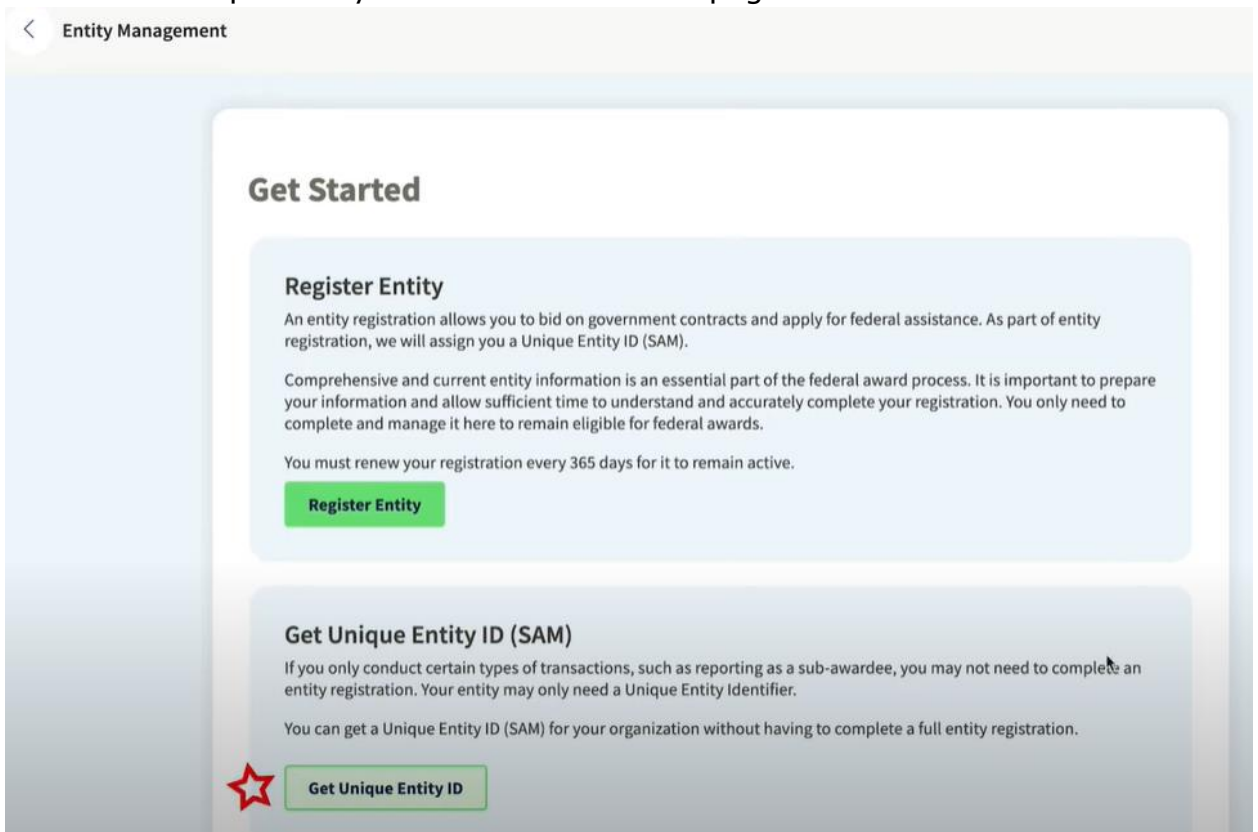 Entity Management
Get Started
Register Entity
An entity registration allows you to bid on government contracts and apply for federal assistance. As part of entity
registration, we will assign you a Unique Entity ID (SAM).
Comprehensive and current entity information is an essential part of the federal award process. It is important to prepare
your information and allow sufficient time to understand and accurately complete your registration. You only need to
complete and manage it here to remain eligible for federal awards.
You must renew your registration every 365 days for it to remain active.
Register Entity
Get Unique Entity ID (SAM)
If you only conduct certain types of transactions, such as reporting as a sub-awardee, you may not need to complete an
entity registration. Your entity may only need a Unique Entity Identifier.
You can get a Unique Entity ID (SAM) for your organization without having to complete a full entity registration.
Get Unique Entity ID